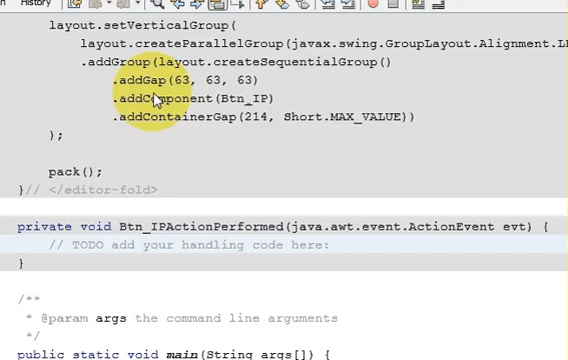 History
layout.setVerticalGroup(
layout.createParallelGroup(javax.swing.GroupLayout.Alignment.LE
.addGroup(layout.createSequentialGroup()
.addGap(63, 63, 63)
.addComponent(Btn_IP)
.addContainerGap(214, Short.MAX_VALUE))
);
pack();
}// </editor-fold>
private void Btn_IPActionPerformed(java.awt.event.ActionEvent evt) {
// TODO add your handling code here:
}
/**
* @param args the command line arguments
*/
public static void main(String args[]) {